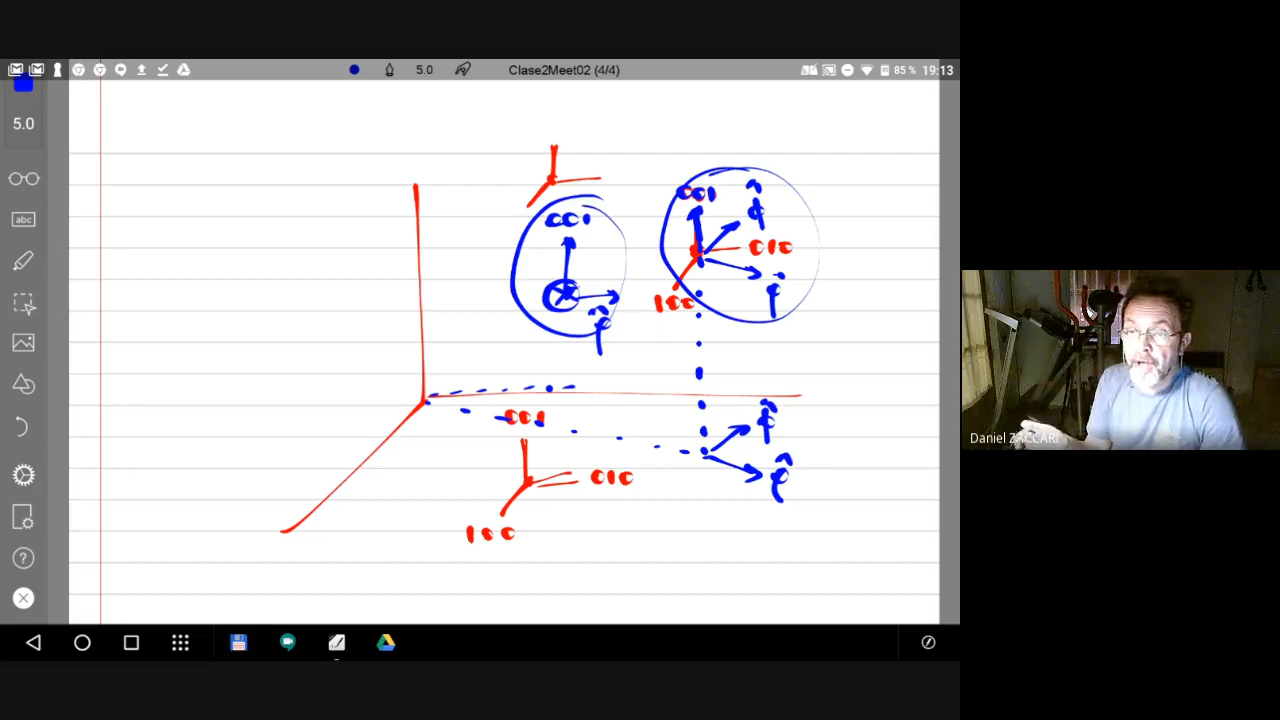 5.0 Clase2Meet02 (4/4) 85 % 19:13
5.0
abc
001
001
φ̂
010
ρ̂
100
ρ̂
001
φ̂
010
ρ̂
100
Daniel ZACCARI